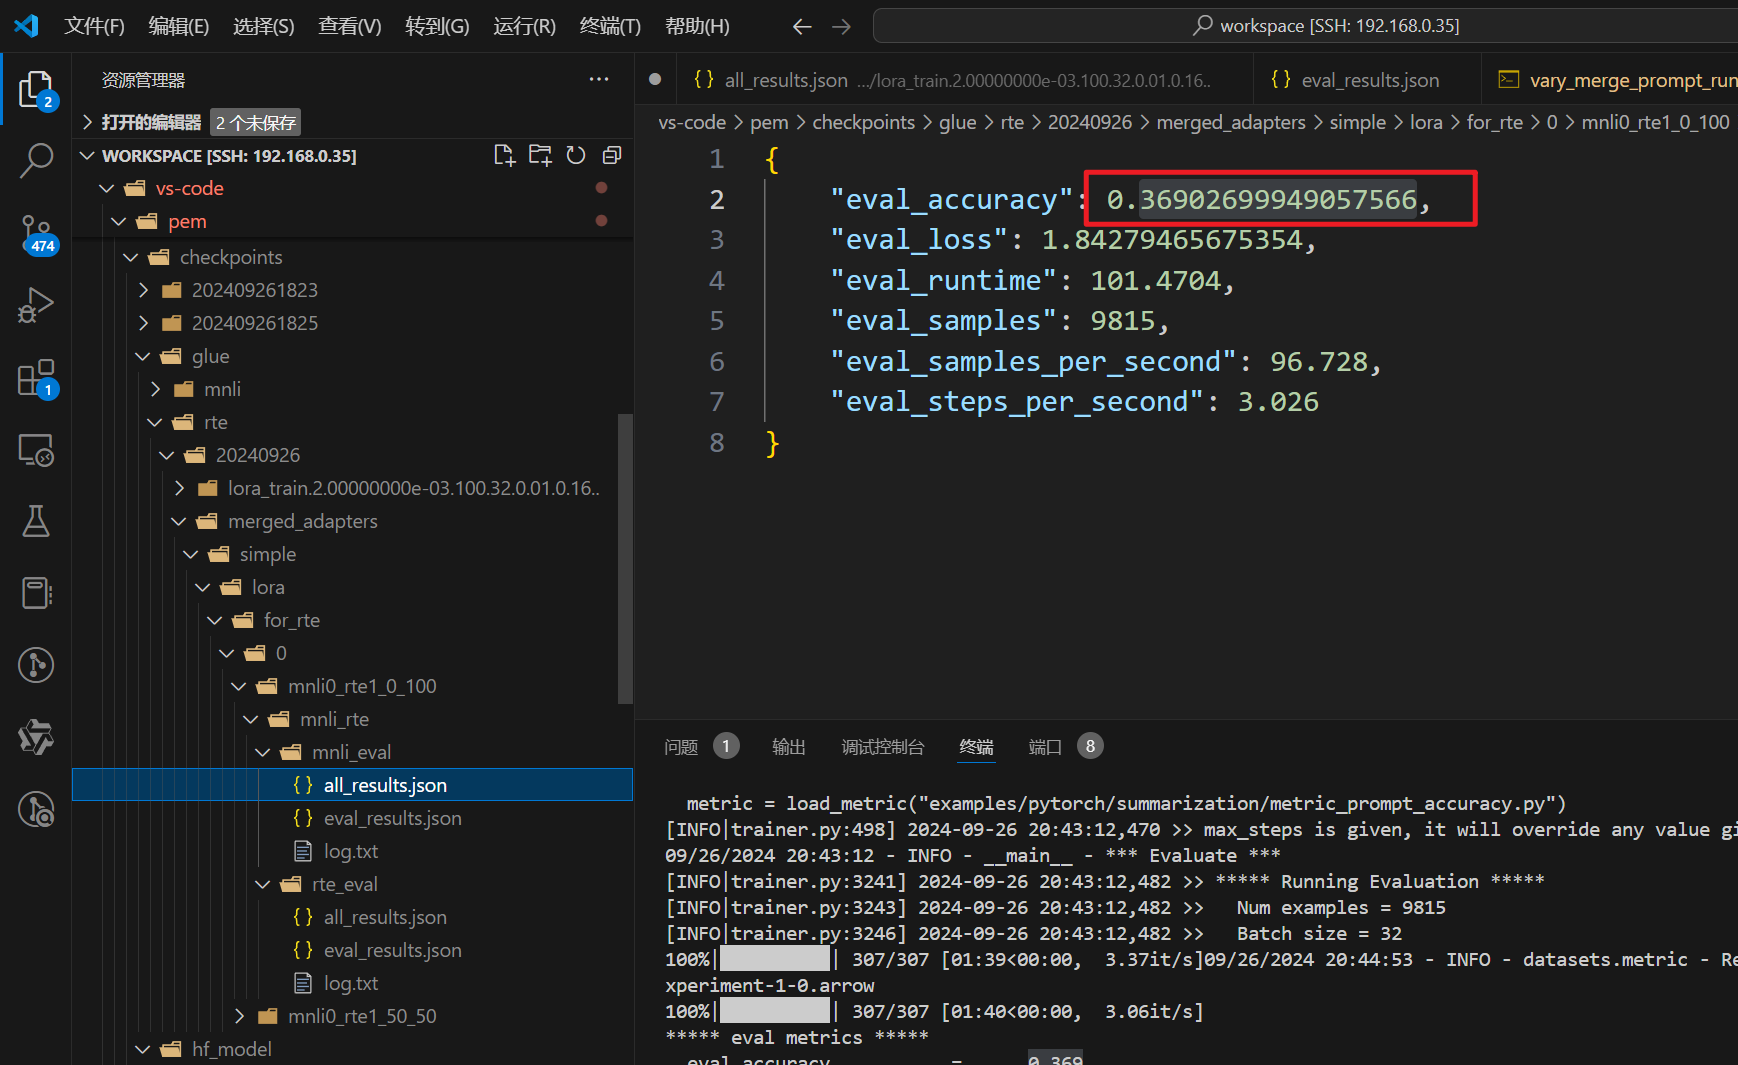 文件(F) 编辑(E) 选择(S) 查看(V) 转到(G) 运行(R) 终端(T) 帮助(H) workspace [SSH: 192.168.0.35]
资源管理器
打开的编辑器 2 个未保存
WORKSPACE [SSH: 192.168.0.35]
vs-code
pem
checkpoints
202409261823
202409261825
glue
mnli
rte
20240926
lora_train.2.00000000e-03.100.32.0.01.0.16..
merged_adapters
simple
lora
for_rte
0
mnli0_rte1_0_100
mnli_rte
mnli_eval
{} all_results.json
{} eval_results.json
log.txt
rte_eval
{} all_results.json
{} eval_results.json
log.txt
mnli0_rte1_50_50
hf_model
2
474
1
{} all_results.json .../lora_train.2.00000000e-03.100.32.0.01.0.16.. {} eval_results.json vary_merge_prompt_run
vs-code > pem > checkpoints > glue > rte > 20240926 > merged_adapters > simple > lora > for_rte > 0 > mnli0_rte1_0_100
1 {
2 "eval_accuracy": 0.36902699949057566,
3 "eval_loss": 1.84279465675354,
4 "eval_runtime": 101.4704,
5 "eval_samples": 9815,
6 "eval_samples_per_second": 96.728,
7 "eval_steps_per_second": 3.026
8 }
问题 1 输出 调试控制台 终端 端口 8
metric = load_metric("examples/pytorch/summarization/metric_prompt_accuracy.py")
[INFO|trainer.py:498] 2024-09-26 20:43:12,470 >> max_steps is given, it will override any value gi
09/26/2024 20:43:12 - INFO - __main__ - *** Evaluate ***
[INFO|trainer.py:3241] 2024-09-26 20:43:12,482 >> ***** Running Evaluation *****
[INFO|trainer.py:3243] 2024-09-26 20:43:12,482 >> Num examples = 9815
[INFO|trainer.py:3246] 2024-09-26 20:43:12,482 >> Batch size = 32
100%|██████████| 307/307 [01:39<00:00, 3.37it/s]09/26/2024 20:44:53 - INFO - datasets.metric - Re
xperiment-1-0.arrow
100%|██████████| 307/307 [01:40<00:00, 3.06it/s]
***** eval metrics *****
eval_accuracy = 0.369